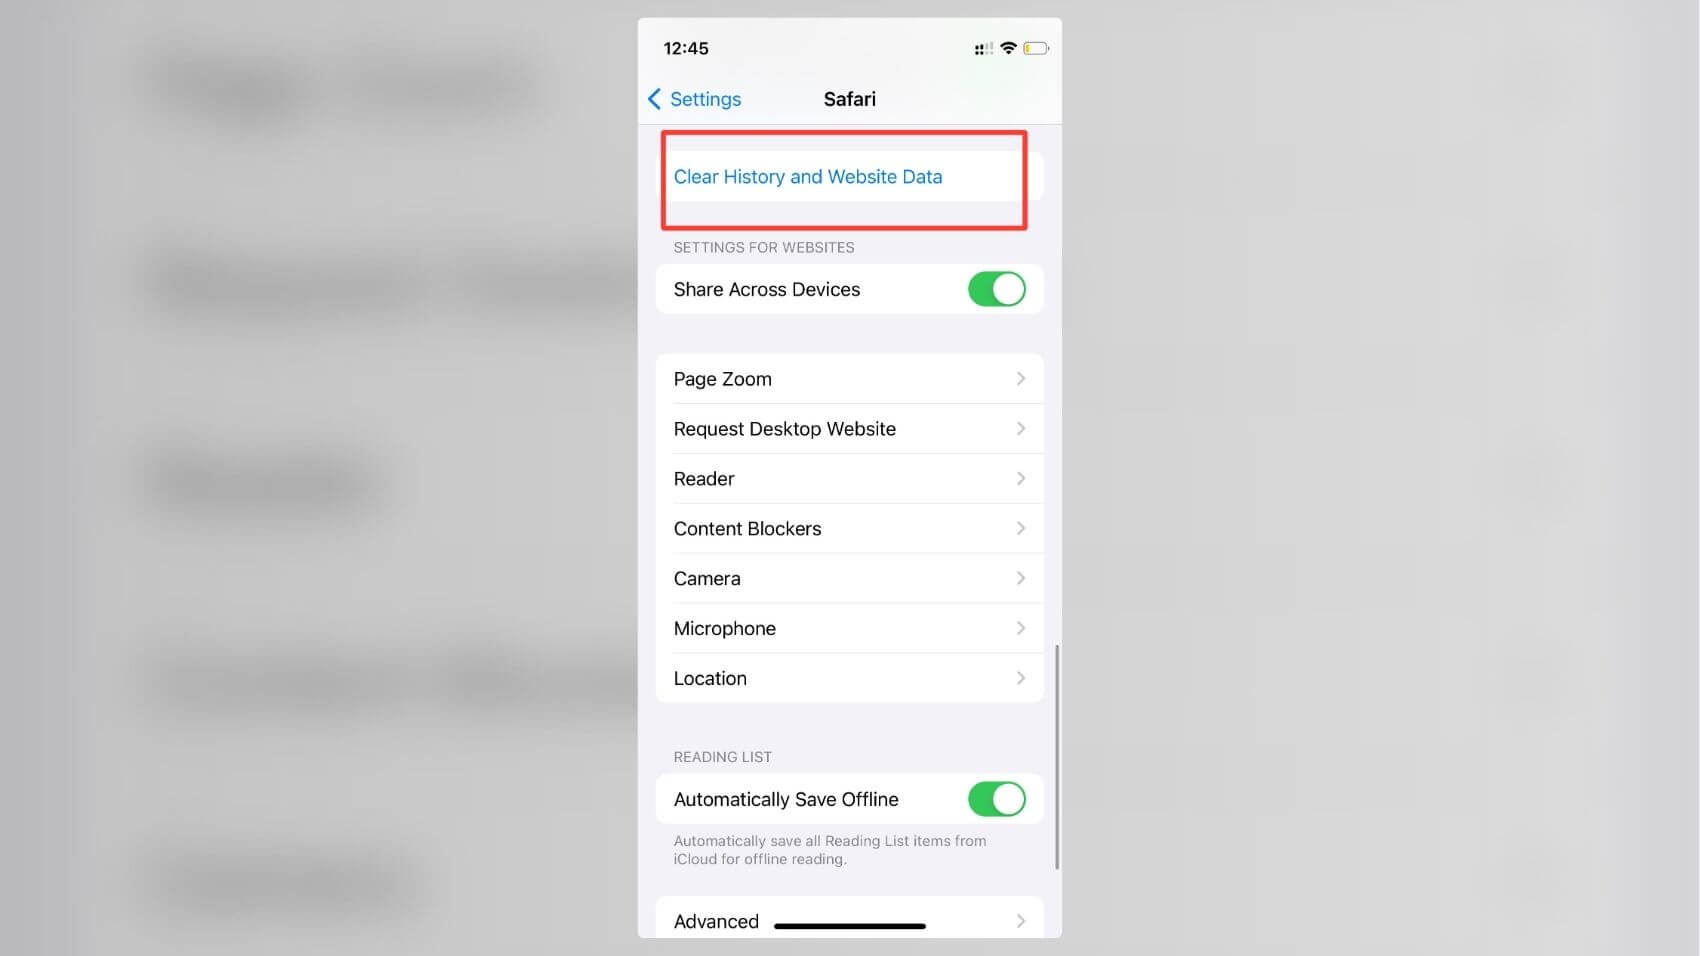 12:45
Settings
Safari
Clear History and Website Data
SETTINGS FOR WEBSITES
Share Across Devices
Page Zoom
Request Desktop Website
Reader
Content Blockers
Camera
Microphone
Location
READING LIST
Automatically Save Offline
Automatically save all Reading List items from
iCloud for offline reading.
Advanced